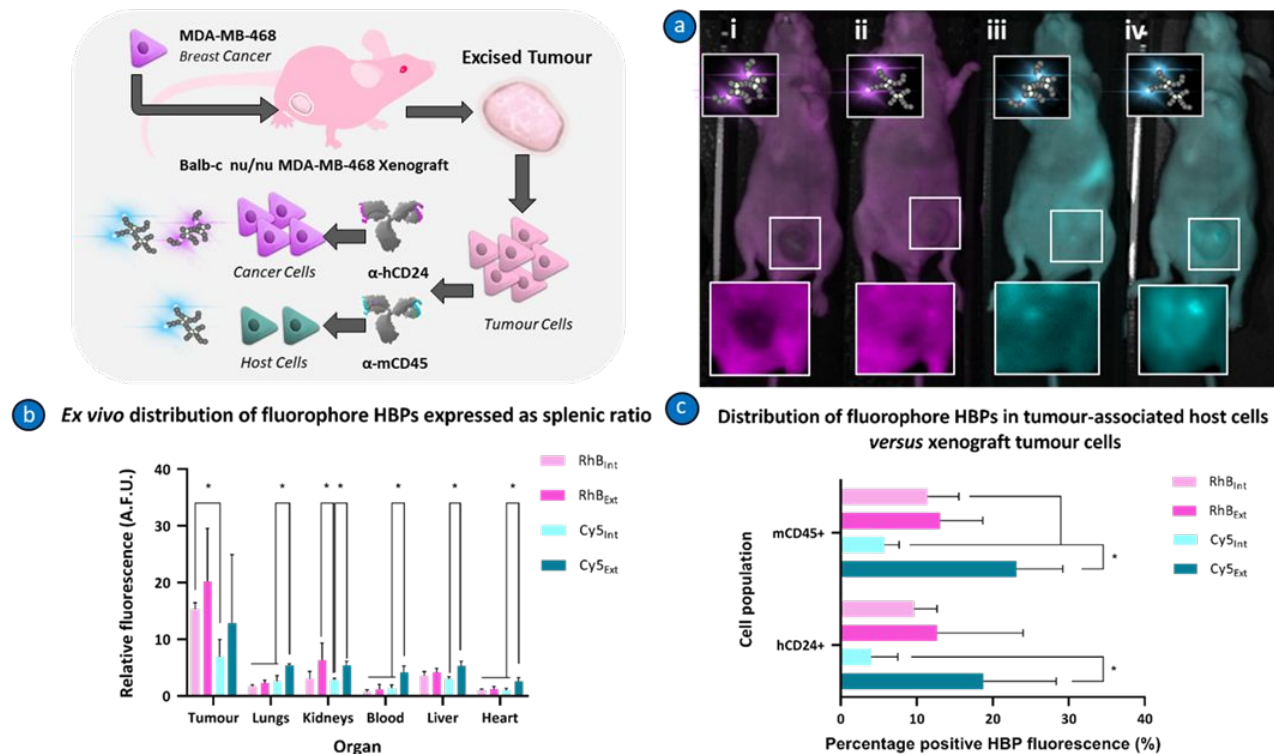 MDA-MB-468
Breast Cancer
Excised Tumour
Balb-c nu/nu MDA-MB-468 Xenograft
Cancer Cells
α-hCD24
Tumour Cells
Host Cells
α-mCD45
a
i
ii
iii
iv
b
Ex vivo distribution of fluorophore HBPs expressed as splenic ratio
RhBInt
RhBExt
Cy5Int
Cy5Ext
Relative fluorescence (A.F.U.)
40
30
20
10
0
* * * * * * *
Tumour Lungs Kidneys Blood Liver Heart
Organ
c
Distribution of fluorophore HBPs in tumour-associated host cells
versus xenograft tumour cells
RhBInt
RhBExt
Cy5Int
Cy5Ext
Cell population
mCD45+
*
hCD24+
*
0 10 20 30 40
Percentage positive HBP fluorescence (%)